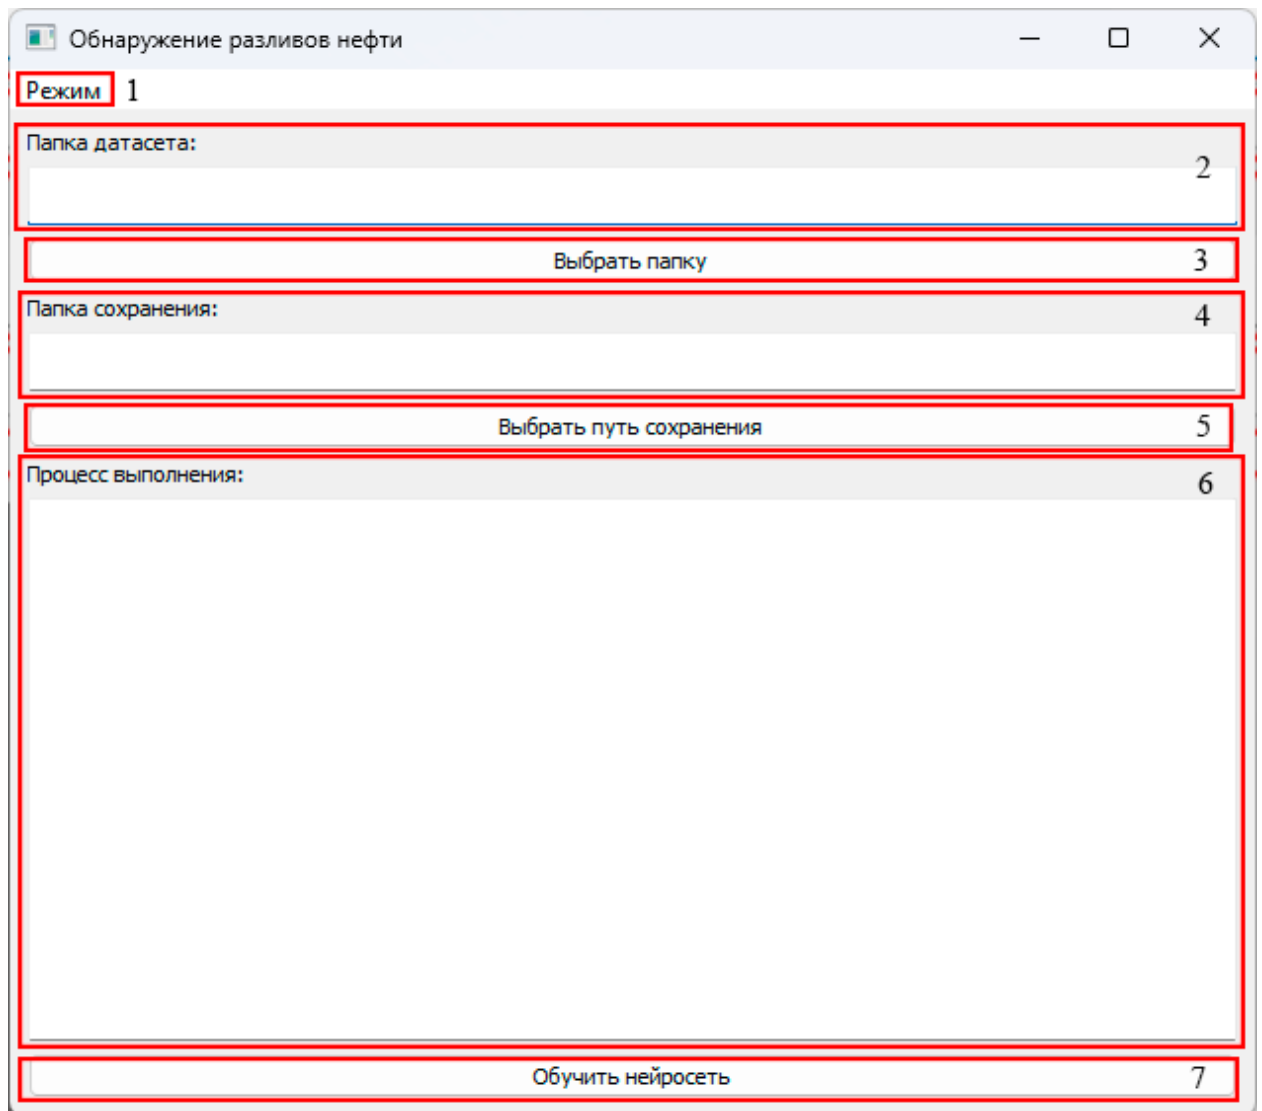 Обнаружение разливов нефти
Режим 1
Папка датасета:
2
Выбрать папку 3
Папка сохранения: 4
Выбрать путь сохранения 5
Процесс выполнения: 6
Обучить нейросеть 7